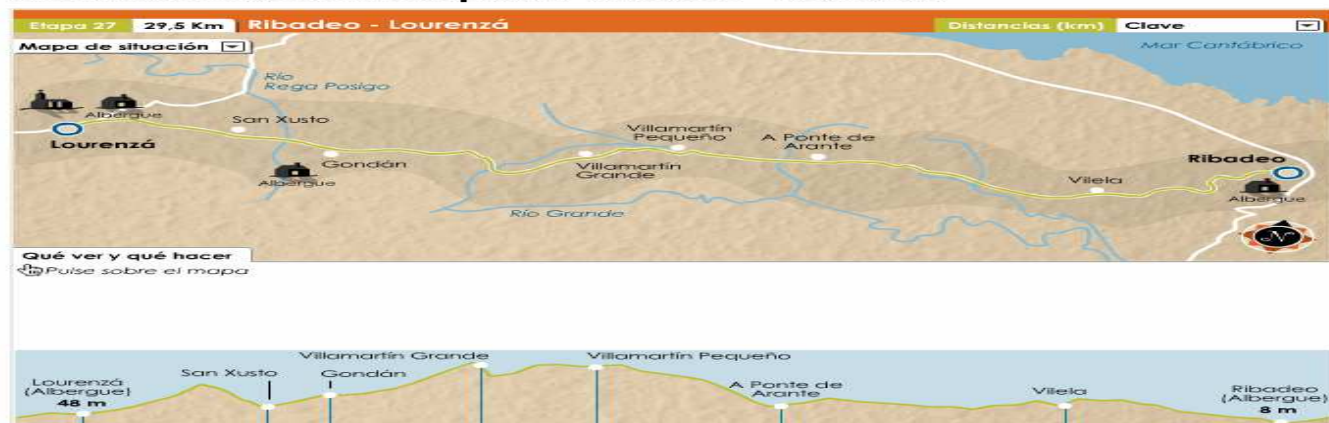 Etapa 27 29,5 Km Ribadeo - Lourenzá Distancias (km) Clave
Mapa de situación
Mar Cantábrico
Río
Rega Posigo
Albergue
San Xusto
Lourenzá
Gondán
Albergue
Villamartín
Pequeño
Villamartín
Grande
A Ponte de
Arante
Río Grande
Vilela
Ribadeo
Albergue
N
Qué ver y qué hacer
Pulse sobre el mapa
Lourenzá
(Albergue)
48 m
San Xusto
Gondán
Villamartín Grande
Villamartín Pequeño
A Ponte de
Arante
Vilela
Ribadeo
(Albergue)
8 m